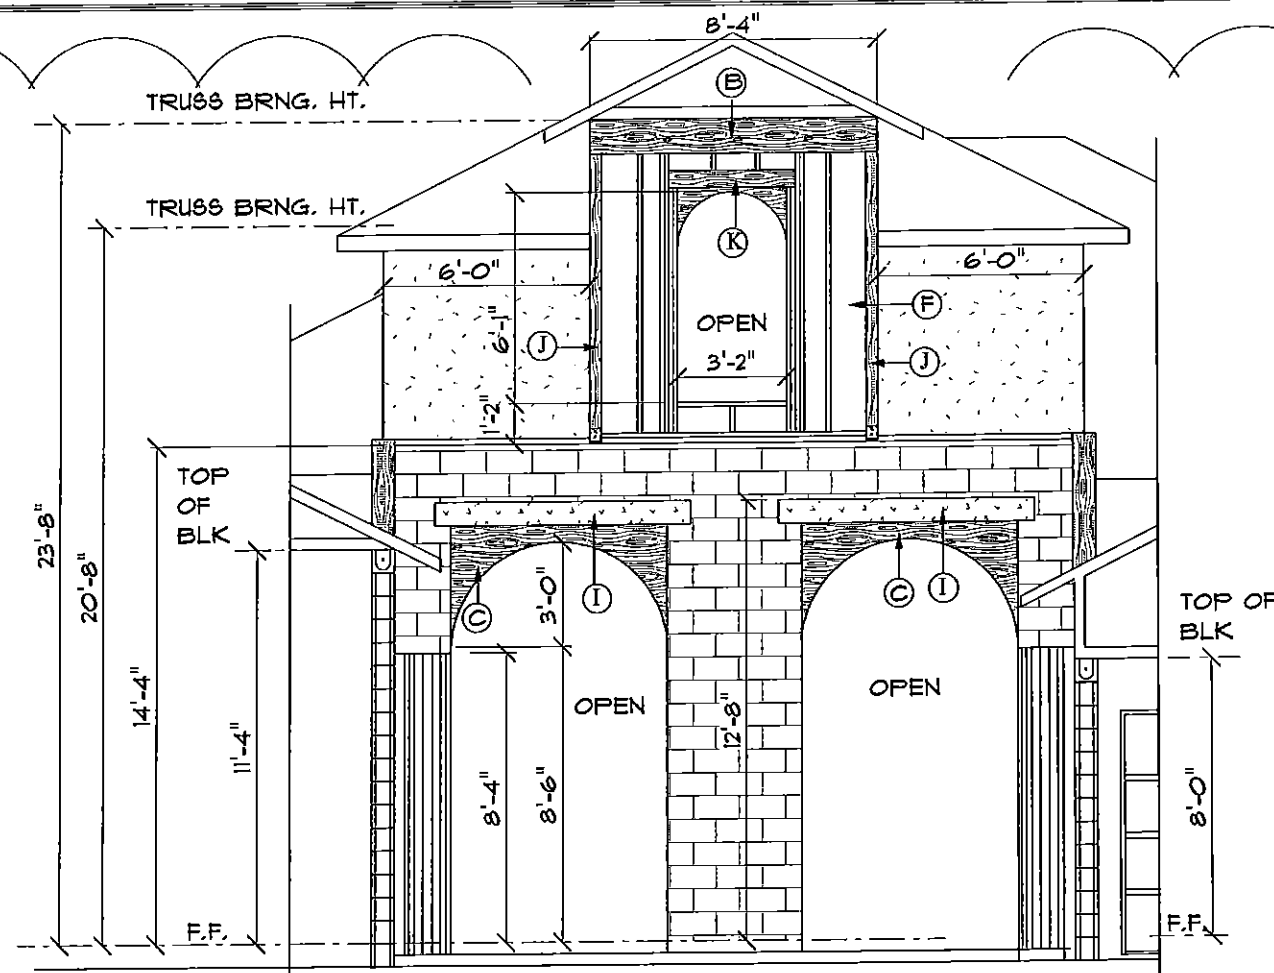 8'-4"
B
TRUSS BRNG. HT.
TRUSS BRNG. HT.
K
6'-0"
6'-0"
F
6'-1"
OPEN
J
3'-2"
J
1'-2"
TOP
OF
BLK
23'-8"
20'-8"
C
I
3'-0"
C
I
TOP OF
BLK
14'-4"
11'-4"
OPEN
OPEN
12'-8"
8'-4"
8'-6"
8'-0"
F.F.
F.F.